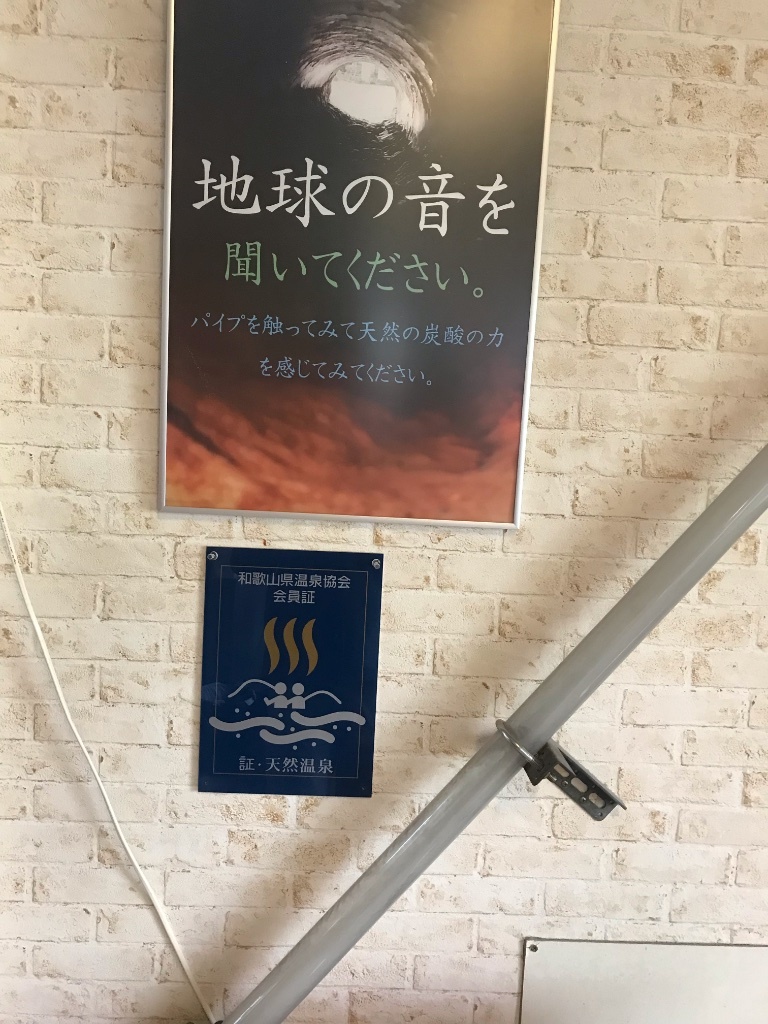 地球の音を
聞いてください。
パイプを触ってみて天然の炭酸の力
を感じてみてください。
和歌山県温泉協会
会員証
証・天然温泉